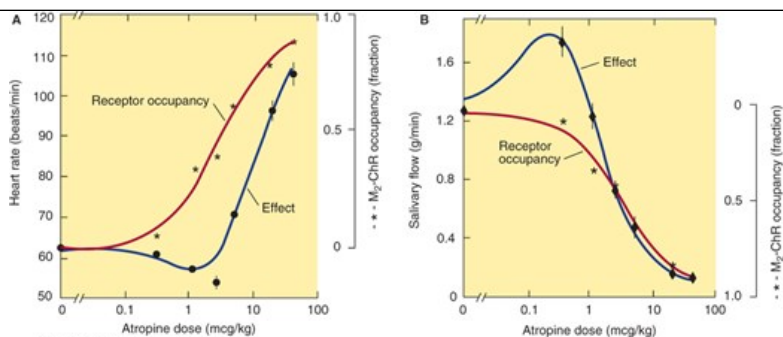 A
B
120
110
100
90
80
70
60
50
Heart rate (beats/min)
Receptor occupancy
Effect
1.0
0.5
0
- * - M₂-ChR occupancy (fraction)
0
0.1
1
10
100
Atropine dose (mcg/kg)
1.6
1.2
0.8
0.4
0
Salivary flow (g/min)
Effect
Receptor
occupancy
0
0.5
1.0
- * - M₂-ChR occupancy (fraction)
0
0.1
1
10
100
Atropine dose (mcg/kg)